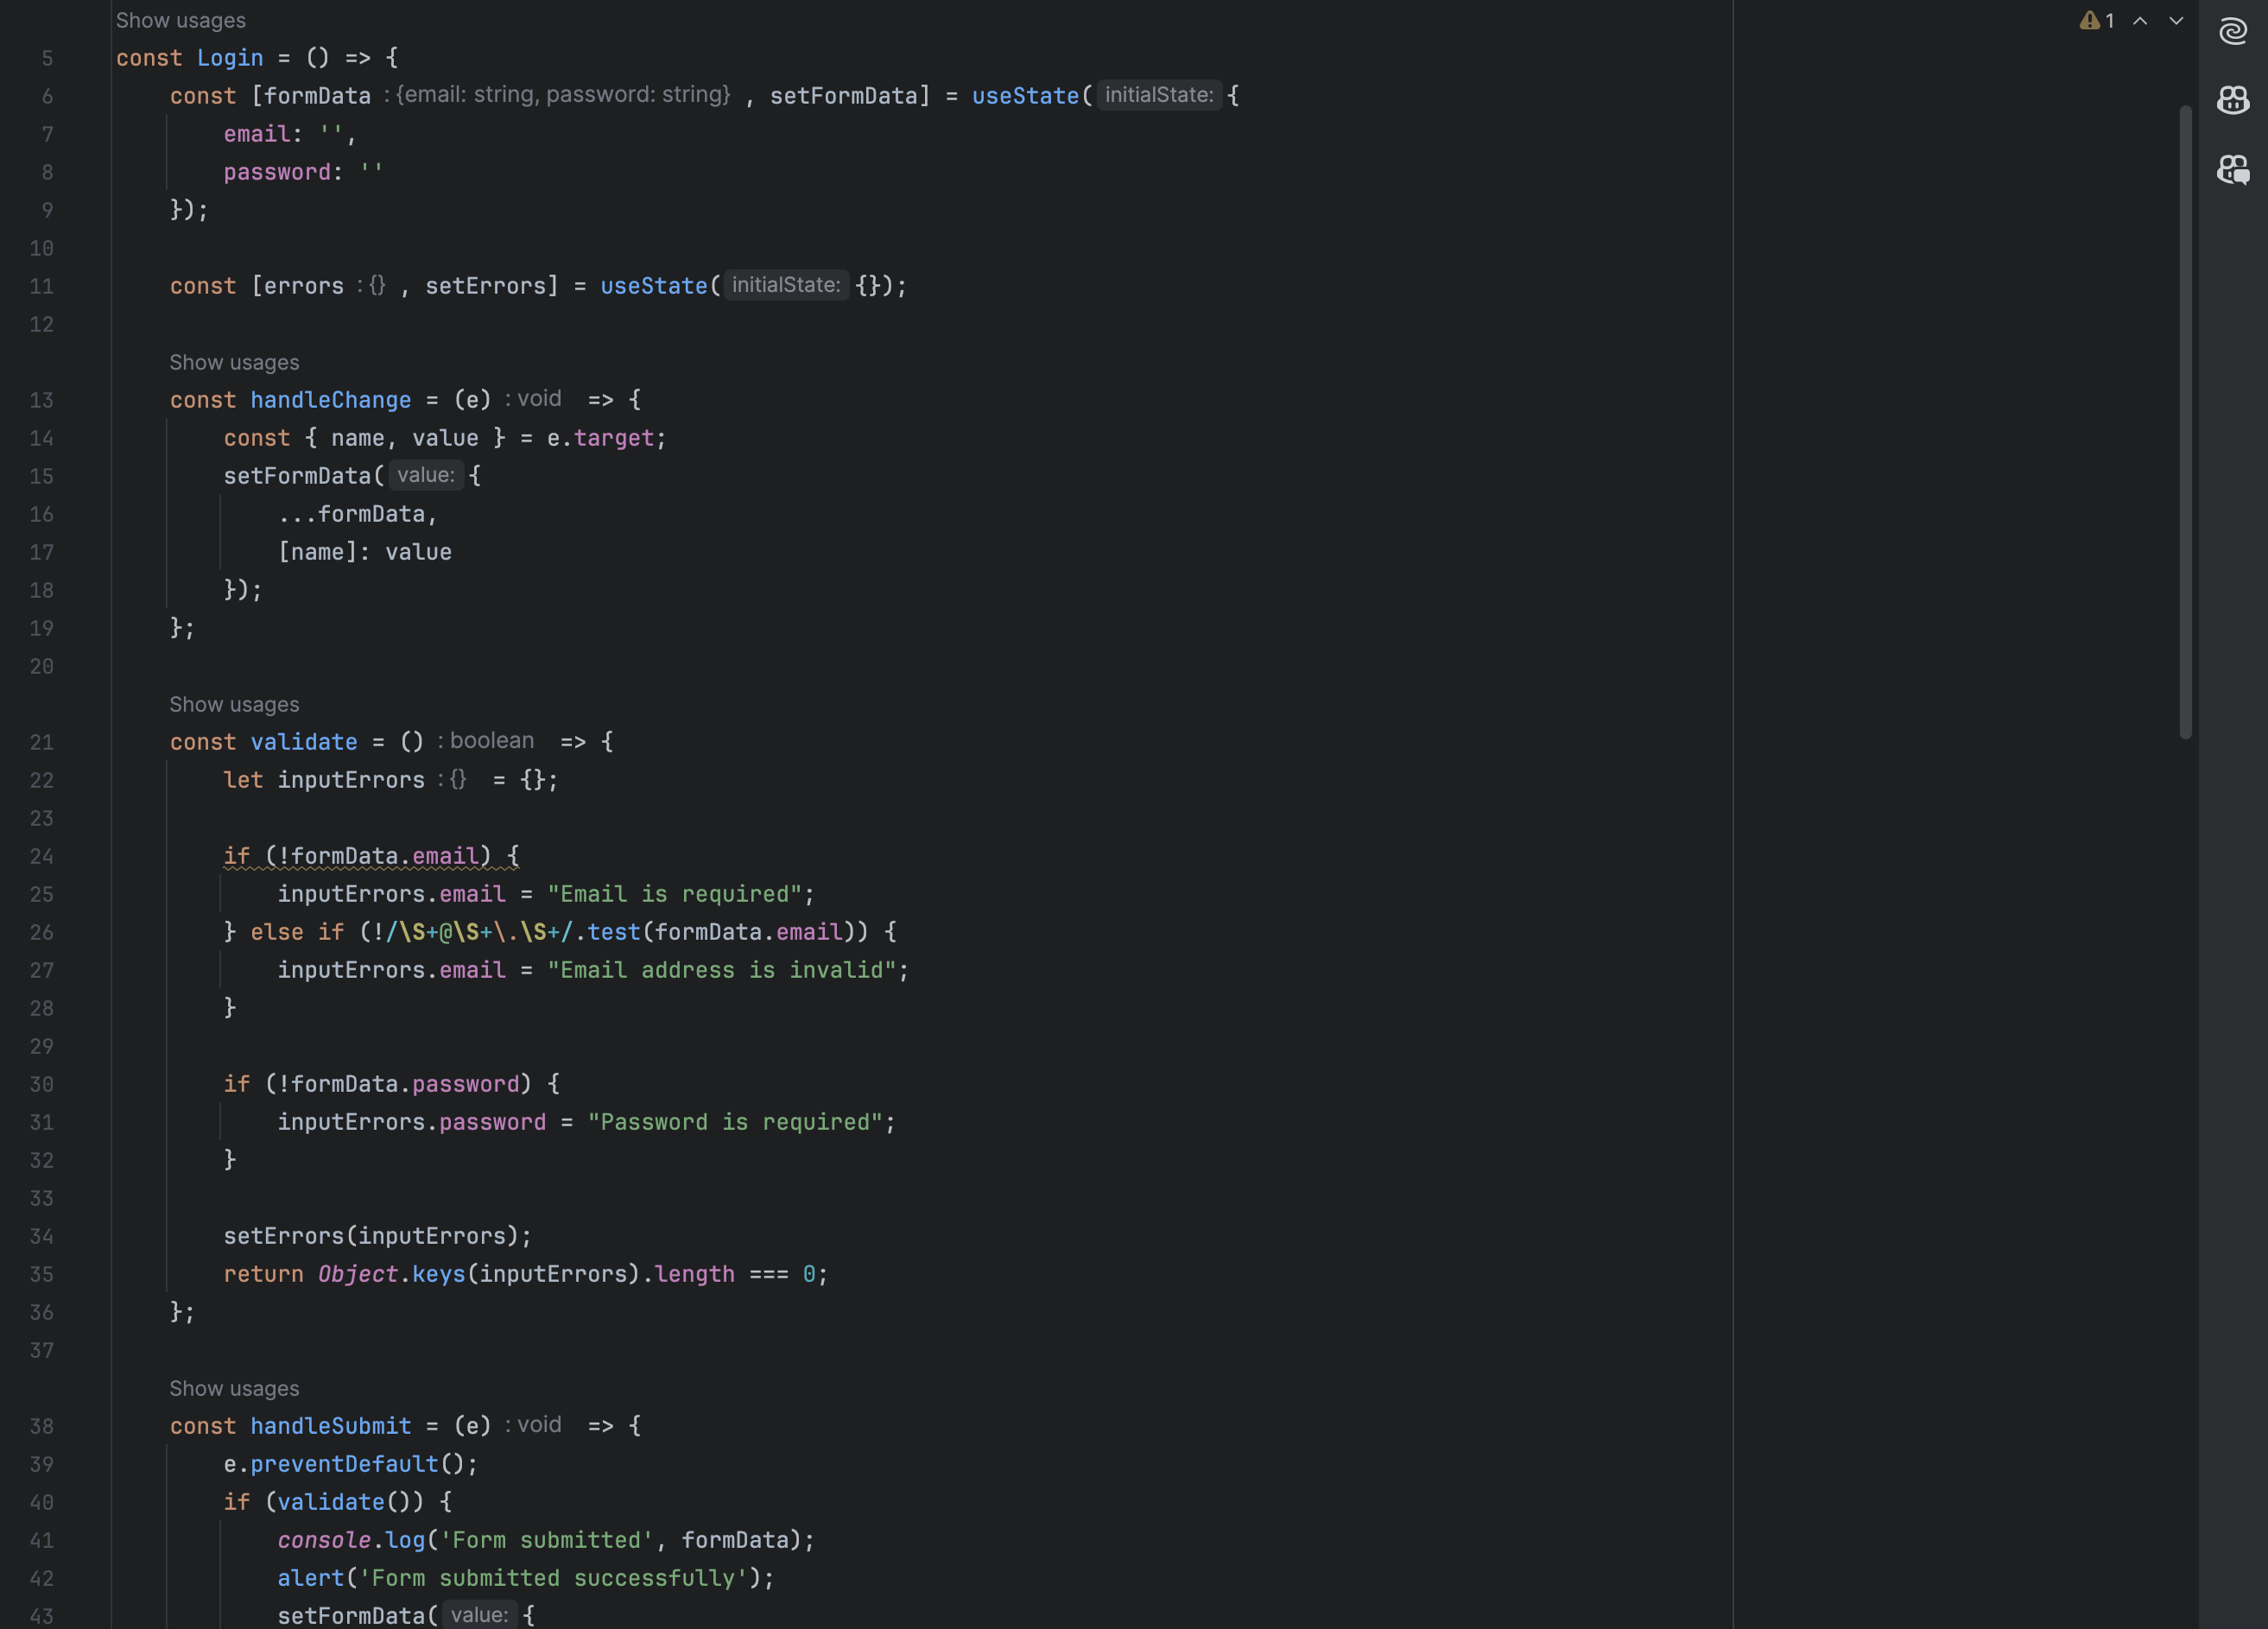 Show usages
⚠ 1
5 const Login = () => {
6 const [formData : {email: string, password: string} , setFormData] = useState( initialState: {
7 email: '',
8 password: ''
9 });
10
11 const [errors : {} , setErrors] = useState( initialState: {});
12
Show usages
13 const handleChange = (e) : void => {
14 const { name, value } = e.target;
15 setFormData( value: {
16 ...formData,
17 [name]: value
18 });
19 };
20
Show usages
21 const validate = () : boolean => {
22 let inputErrors : {} = {};
23
24 if (!formData.email) {
25 inputErrors.email = "Email is required";
26 } else if (!/\S+@\S+\.\S+/.test(formData.email)) {
27 inputErrors.email = "Email address is invalid";
28 }
29
30 if (!formData.password) {
31 inputErrors.password = "Password is required";
32 }
33
34 setErrors(inputErrors);
35 return Object.keys(inputErrors).length === 0;
36 };
37
Show usages
38 const handleSubmit = (e) : void => {
39 e.preventDefault();
40 if (validate()) {
41 console.log('Form submitted', formData);
42 alert('Form submitted successfully');
43 setFormData( value: {